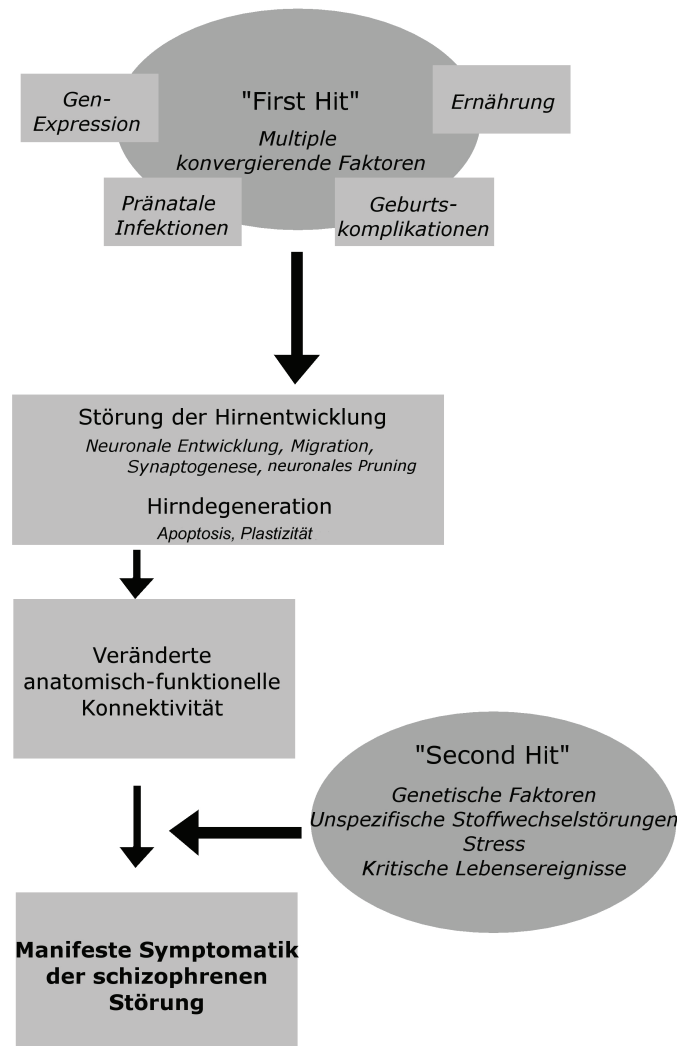 Gen-
Expression
"First Hit"
Multiple
konvergierende Faktoren
Ernährung
Pränatale
Infektionen
Geburts-
komplikationen
Störung der Hirnentwicklung
Neuronale Entwicklung, Migration,
Synaptogenese, neuronales Pruning
Hirndegeneration
Apoptosis, Plastizität
Veränderte
anatomisch-funktionelle
Konnektivität
"Second Hit"
Genetische Faktoren
Unspezifische Stoffwechselstörungen
Stress
Kritische Lebensereignisse
Manifeste Symptomatik
der schizophrenen
Störung